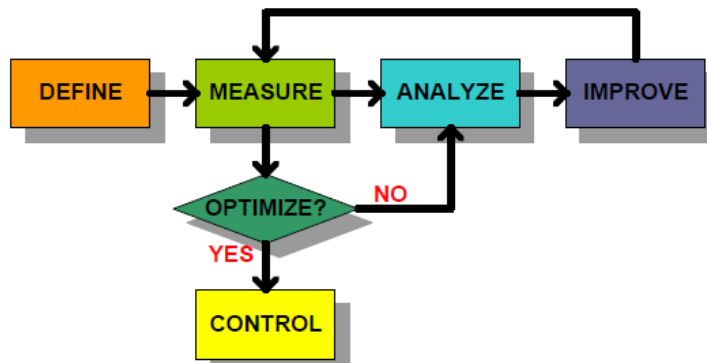 DEFINE
MEASURE
ANALYZE
IMPROVE
NO
OPTIMIZE?
YES
CONTROL